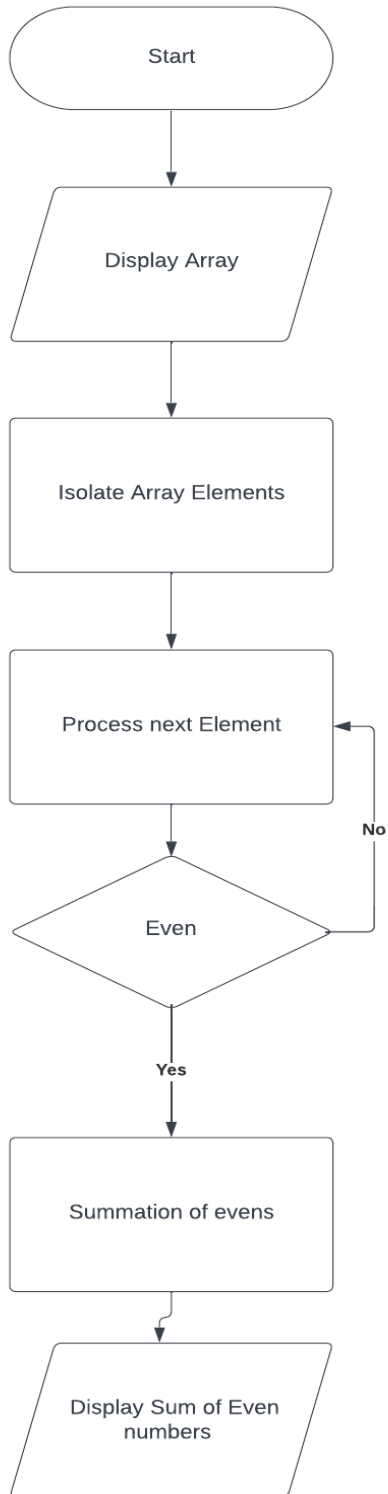 Start
Display Array
Isolate Array Elements
Process next Element
No
Even
Yes
Summation of evens
Display Sum of Even
numbers